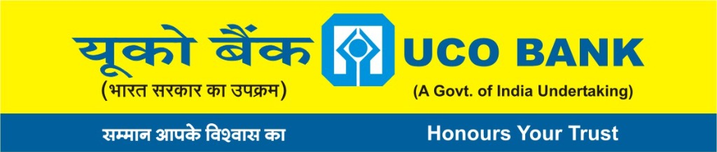 यूको बैंक UCO BANK
(भारत सरकार का उपक्रम) (A Govt. of India Undertaking)
सम्मान आपके विश्वास का Honours Your Trust